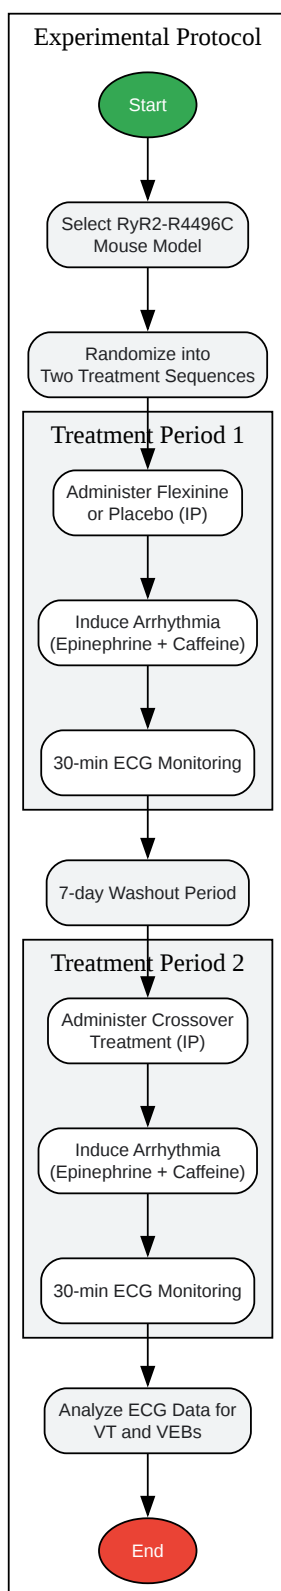 Experimental Protocol
Start
Select RyR2-R4496C
Mouse Model
Randomize into
Two Treatment Sequences
Treatment Period 1
Administer Flexinine
or Placebo (IP)
Induce Arrhythmia
(Epinephrine + Caffeine)
30-min ECG Monitoring
7-day Washout Period
Treatment Period 2
Administer Crossover
Treatment (IP)
Induce Arrhythmia
(Epinephrine + Caffeine)
30-min ECG Monitoring
Analyze ECG Data for
VT and VEBs
End